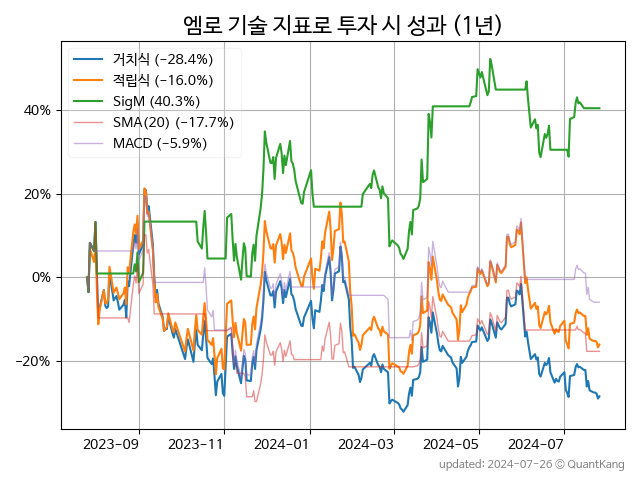 엠로 기술 지표로 투자 시 성과 (1년)
거치식 (−28.4%)
적립식 (−16.0%)
SigM (40.3%)
SMA(20) (−17.7%)
MACD (−5.9%)
40%
20%
0%
−20%
2023−09 2023−11 2024−01 2024−03 2024−05 2024−07
updated: 2024-07-26 © QuantKang